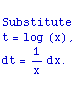 Substitute
t = log (x),
dt = 1/x dx.